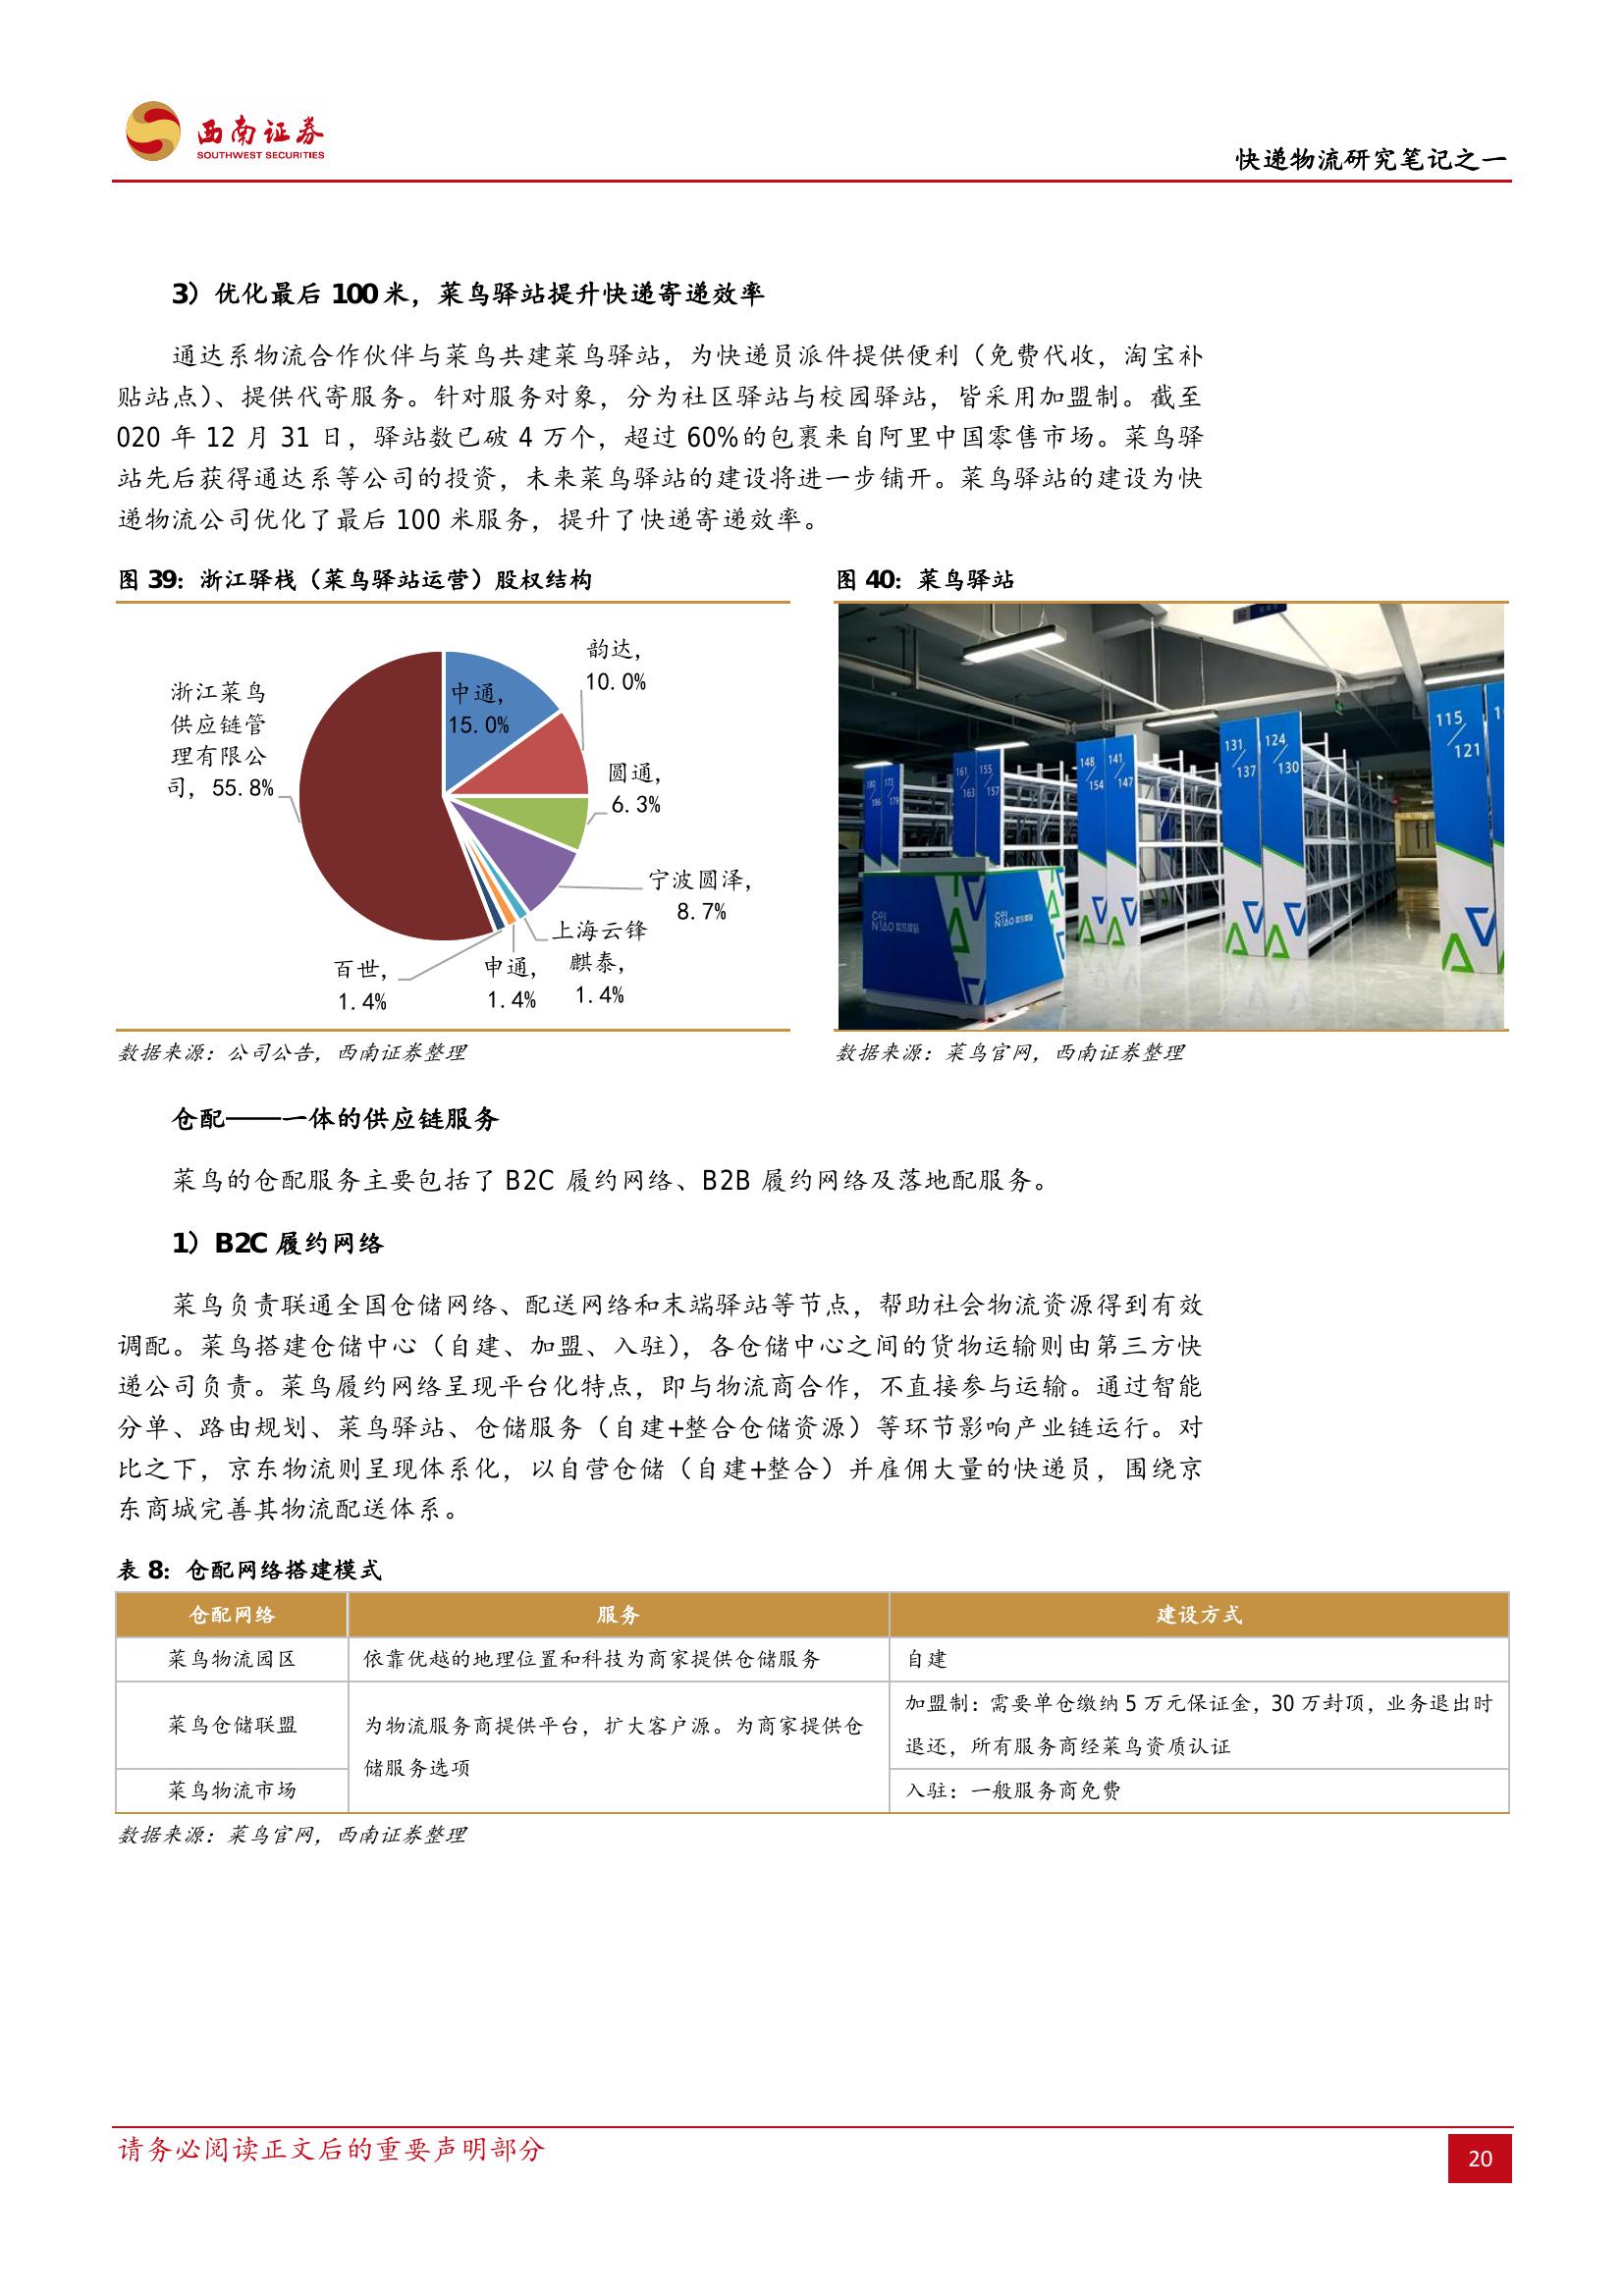 西南证券
SOUTHWEST SECURITIES
快递物流研究笔记之一
3）优化最后 100 米，菜鸟驿站提升快递寄递效率
通达系物流合作伙伴与菜鸟共建菜鸟驿站，为快递员派件提供便利（免费代收，淘宝补
贴站点）、提供代寄服务。针对服务对象，分为社区驿站与校园驿站，皆采用加盟制。截至
020 年 12 月 31 日，驿站数已破 4 万个，超过 60%的包裹来自阿里中国零售市场。菜鸟驿
站先后获得通达系等公司的投资，未来菜鸟驿站的建设将进一步铺开。菜鸟驿站的建设为快
递物流公司优化了最后 100 米服务，提升了快递寄递效率。
图 39：浙江驿栈（菜鸟驿站运营）股权结构
浙江菜鸟
供应链管
理有限公
司，55.8%
中通，
15.0%
韵达，
10.0%
圆通，
6.3%
宁波圆泽，
8.7%
上海云锋
麒泰，
1.4%
申通，
1.4%
百世，
1.4%
图 40：菜鸟驿站
180/186
173/179
161/163
155/157
148/154
141/147
131/137
124/130
115/121
CAINIAO 菜鸟驿站
CAINIAO 菜鸟驿站
数据来源：公司公告，西南证券整理
数据来源：菜鸟官网，西南证券整理
仓配——一体的供应链服务
菜鸟的仓配服务主要包括了 B2C 履约网络、B2B 履约网络及落地配服务。
1）B2C 履约网络
菜鸟负责联通全国仓储网络、配送网络和末端驿站等节点，帮助社会物流资源得到有效
调配。菜鸟搭建仓储中心（自建、加盟、入驻），各仓储中心之间的货物运输则由第三方快
递公司负责。菜鸟履约网络呈现平台化特点，即与物流商合作，不直接参与运输。通过智能
分单、路由规划、菜鸟驿站、仓储服务（自建+整合仓储资源）等环节影响产业链运行。对
比之下，京东物流则呈现体系化，以自营仓储（自建+整合）并雇佣大量的快递员，围绕京
东商城完善其物流配送体系。
表 8：仓配网络搭建模式
仓配网络 服务 建设方式
菜鸟物流园区 依靠优越的地理位置和科技为商家提供仓储服务 自建
菜鸟仓储联盟
为物流服务商提供平台，扩大客户源。为商家提供仓
储服务选项
加盟制：需要单仓缴纳 5 万元保证金，30 万封顶，业务退出时
退还，所有服务商经菜鸟资质认证
菜鸟物流市场
入驻：一般服务商免费
数据来源：菜鸟官网，西南证券整理
请务必阅读正文后的重要声明部分
20